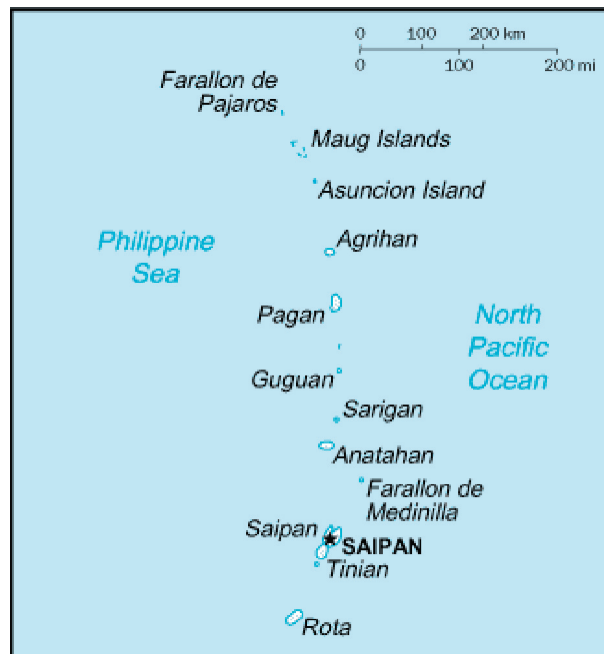 0 100 200 km
0 100 200 mi
Farallon de
Pajaros
Maug Islands
Asuncion Island
Agrihan
Philippine
Sea
Pagan
North
Pacific
Ocean
Guguan
Sarigan
Anatahan
Farallon de
Medinilla
Saipan
SAIPAN
Tinian
Rota